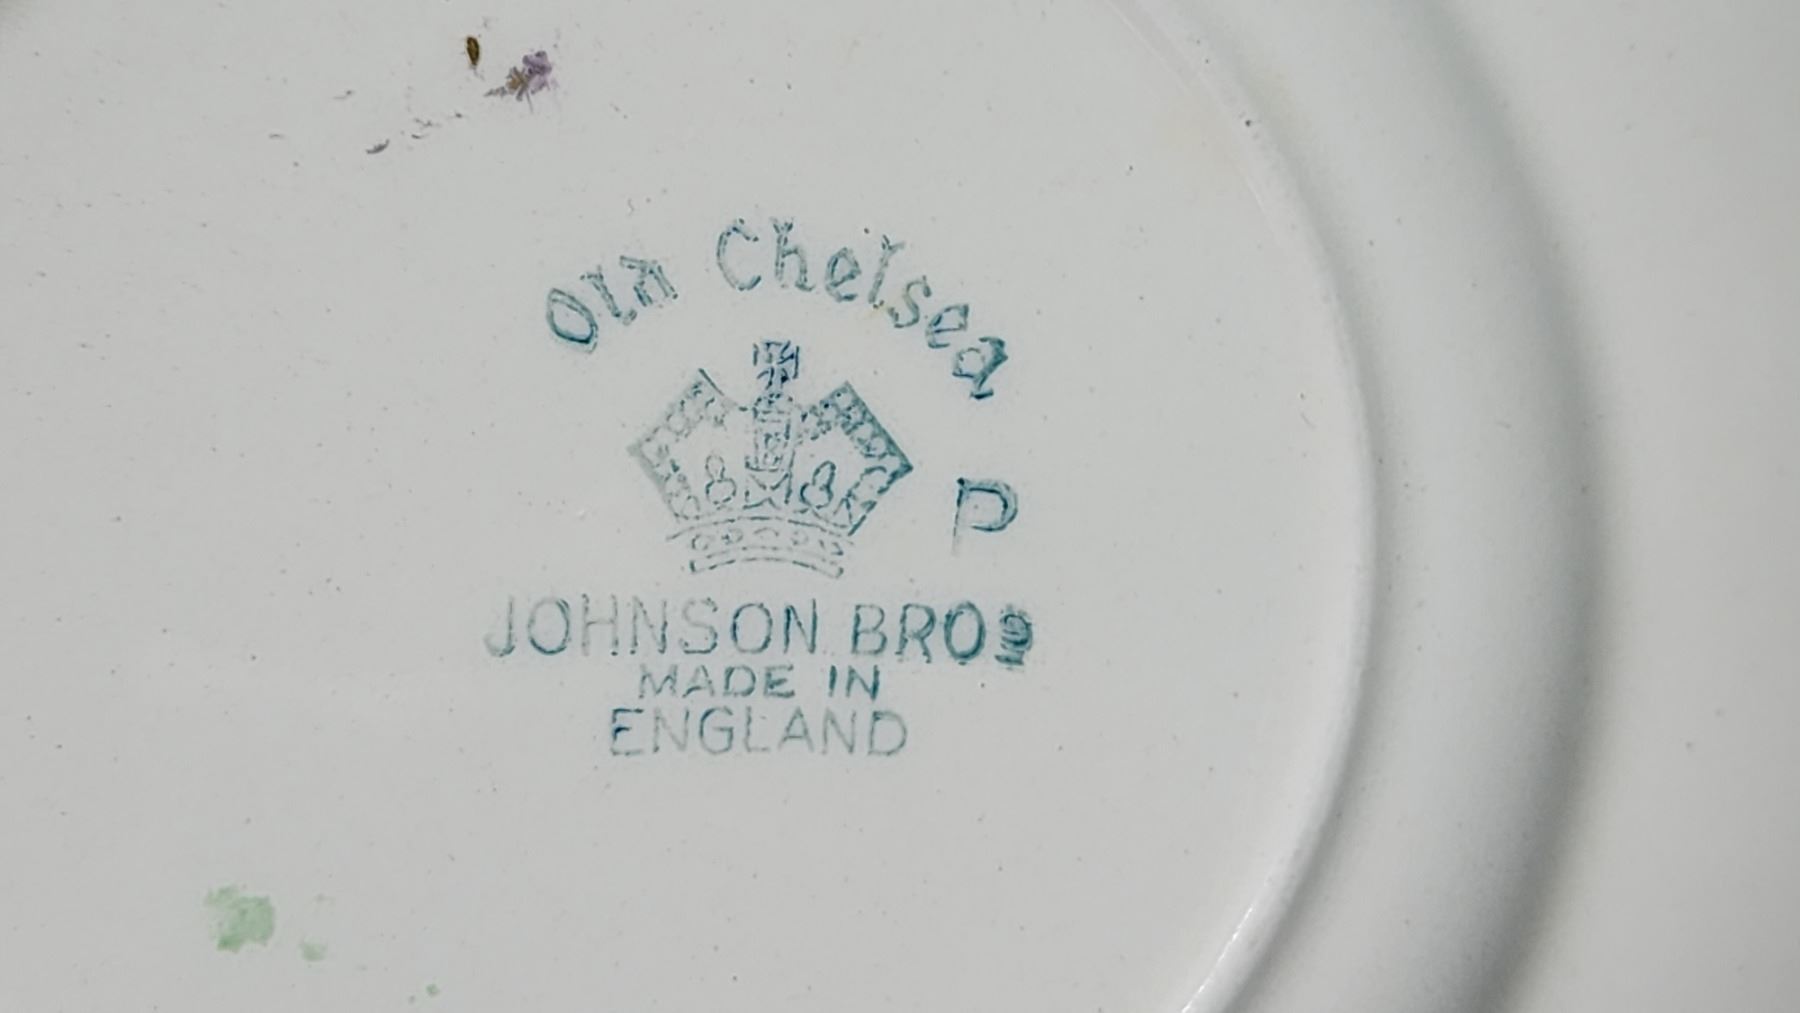 Old Chelsea
P
JOHNSON BROS
MADE IN
ENGLAND